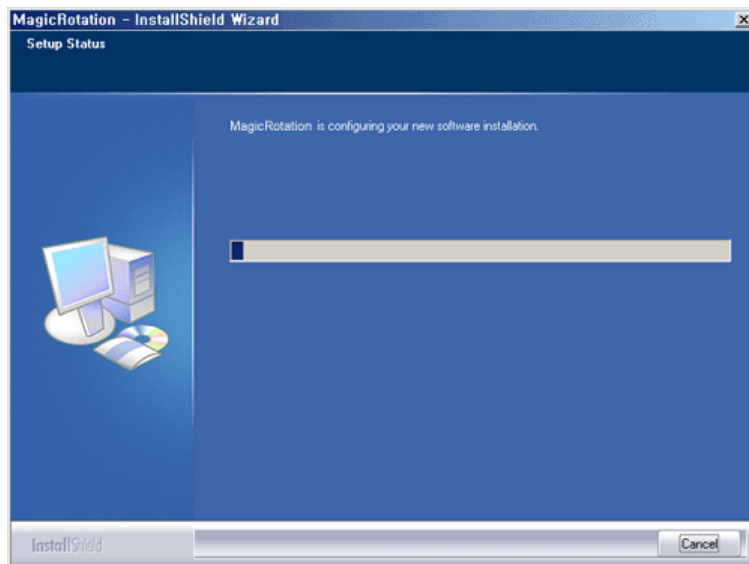 MagicRotation - InstallShield Wizard
Setup Status
MagicRotation is configuring your new software installation.
InstallShield
Cancel